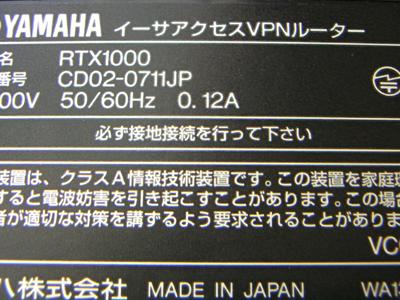 YAMAHA イーサアクセスVPNルーター
名 RTX1000
番号 CD02-0711JP
00V 50/60Hz 0.12A
必ず接地接続を行って下さい
装置は、クラスA情報技術装置です。この装置を家庭環
すると電波妨害を引き起こすことがあります。この場合
者が適切な対策を講ずるよう要求されることがありま
VC
ハ株式会社 MADE IN JAPAN WA13